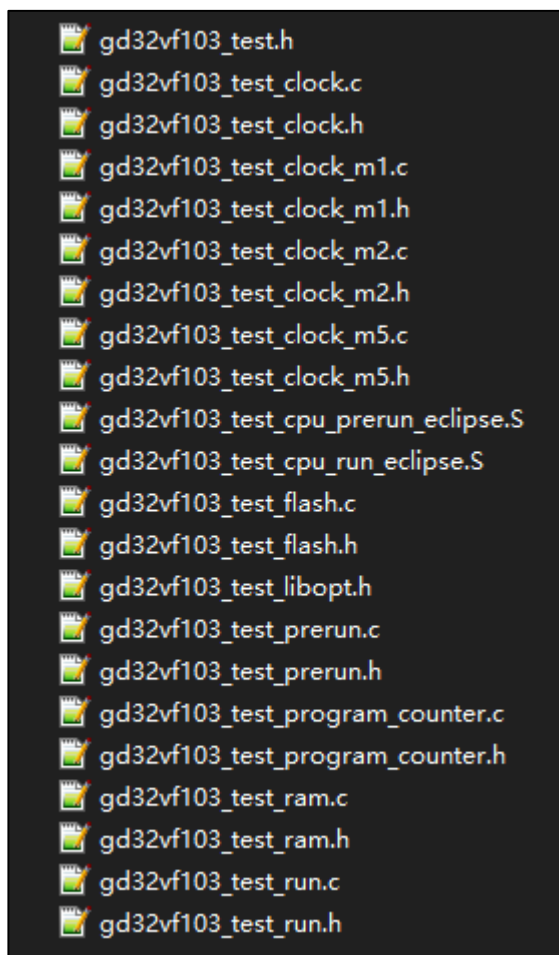 gd32vf103_test.h
gd32vf103_test_clock.c
gd32vf103_test_clock.h
gd32vf103_test_clock_m1.c
gd32vf103_test_clock_m1.h
gd32vf103_test_clock_m2.c
gd32vf103_test_clock_m2.h
gd32vf103_test_clock_m5.c
gd32vf103_test_clock_m5.h
gd32vf103_test_cpu_prerun_eclipse.S
gd32vf103_test_cpu_run_eclipse.S
gd32vf103_test_flash.c
gd32vf103_test_flash.h
gd32vf103_test_libopt.h
gd32vf103_test_prerun.c
gd32vf103_test_prerun.h
gd32vf103_test_program_counter.c
gd32vf103_test_program_counter.h
gd32vf103_test_ram.c
gd32vf103_test_ram.h
gd32vf103_test_run.c
gd32vf103_test_run.h